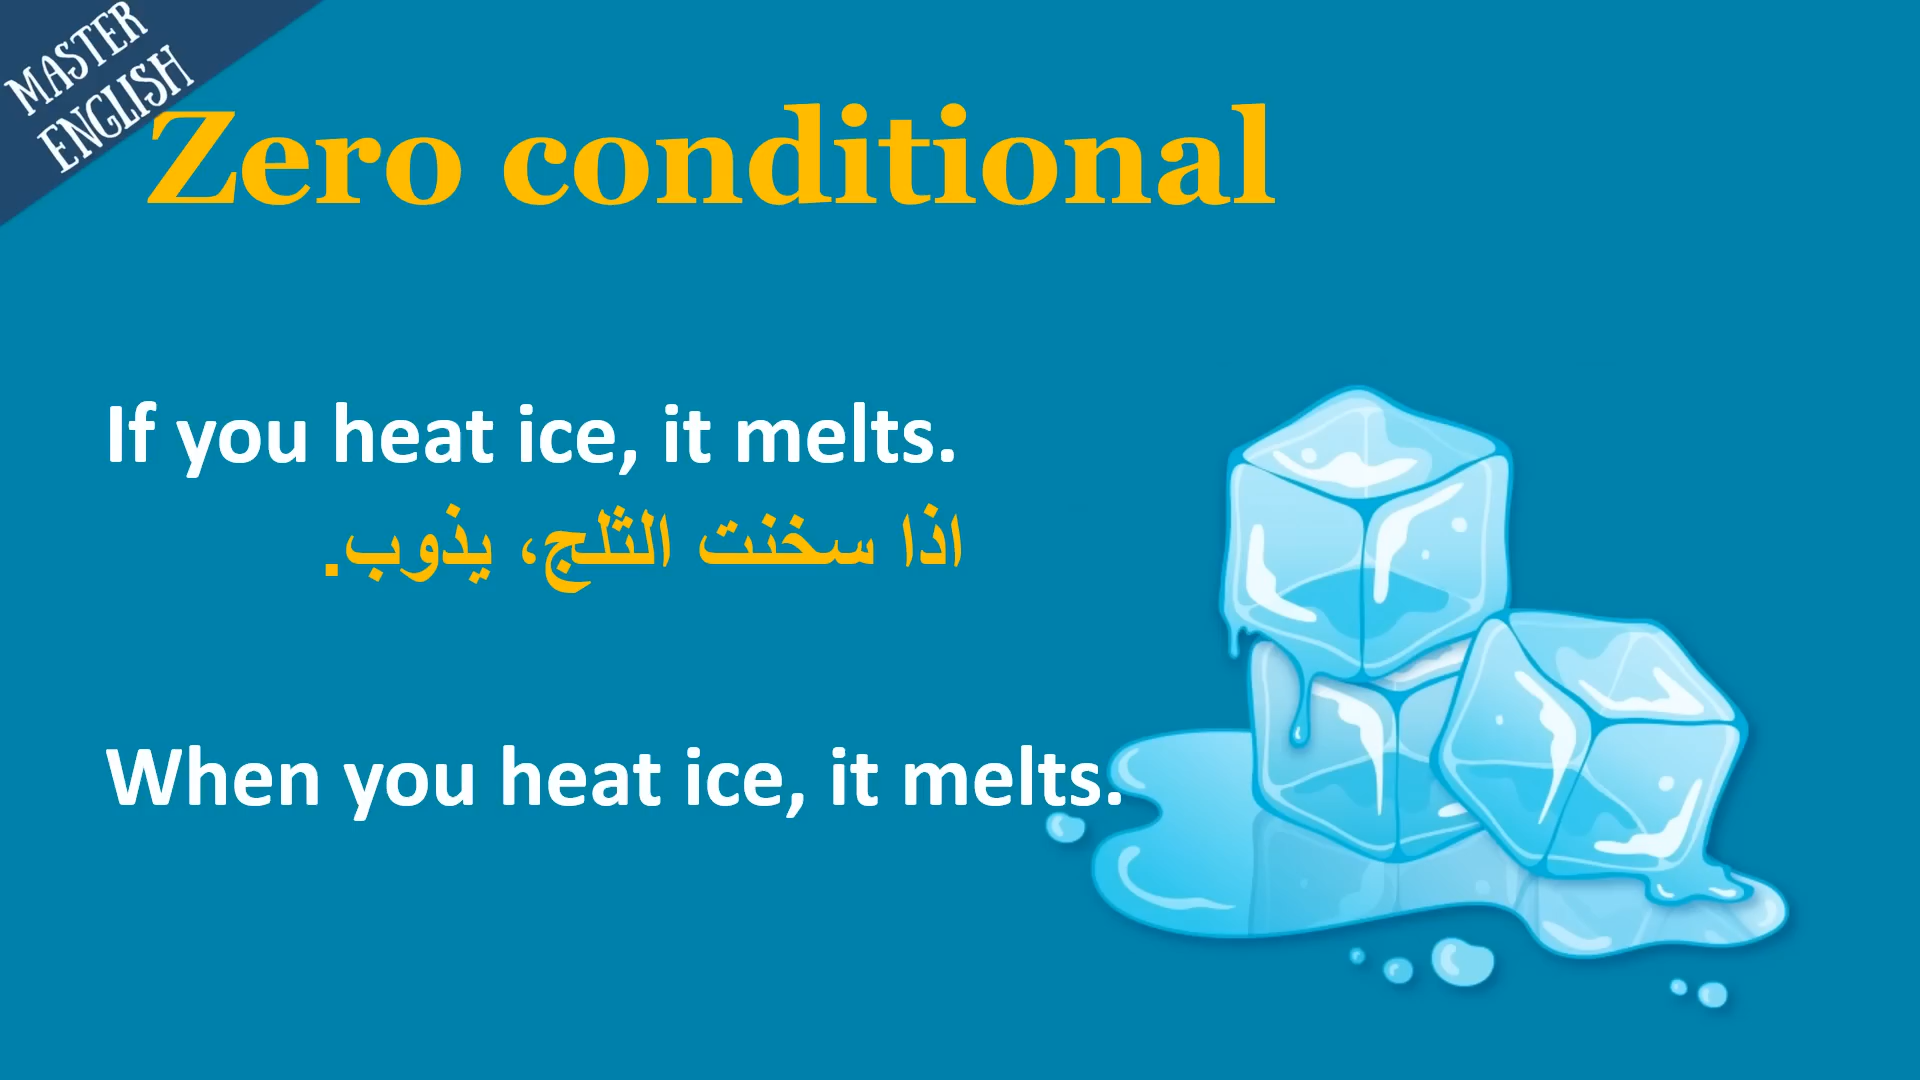 MASTER
ENGLISH
Zero conditional
If you heat ice, it melts.
اذا سخنت الثلج، يذوب.
When you heat ice, it melts.